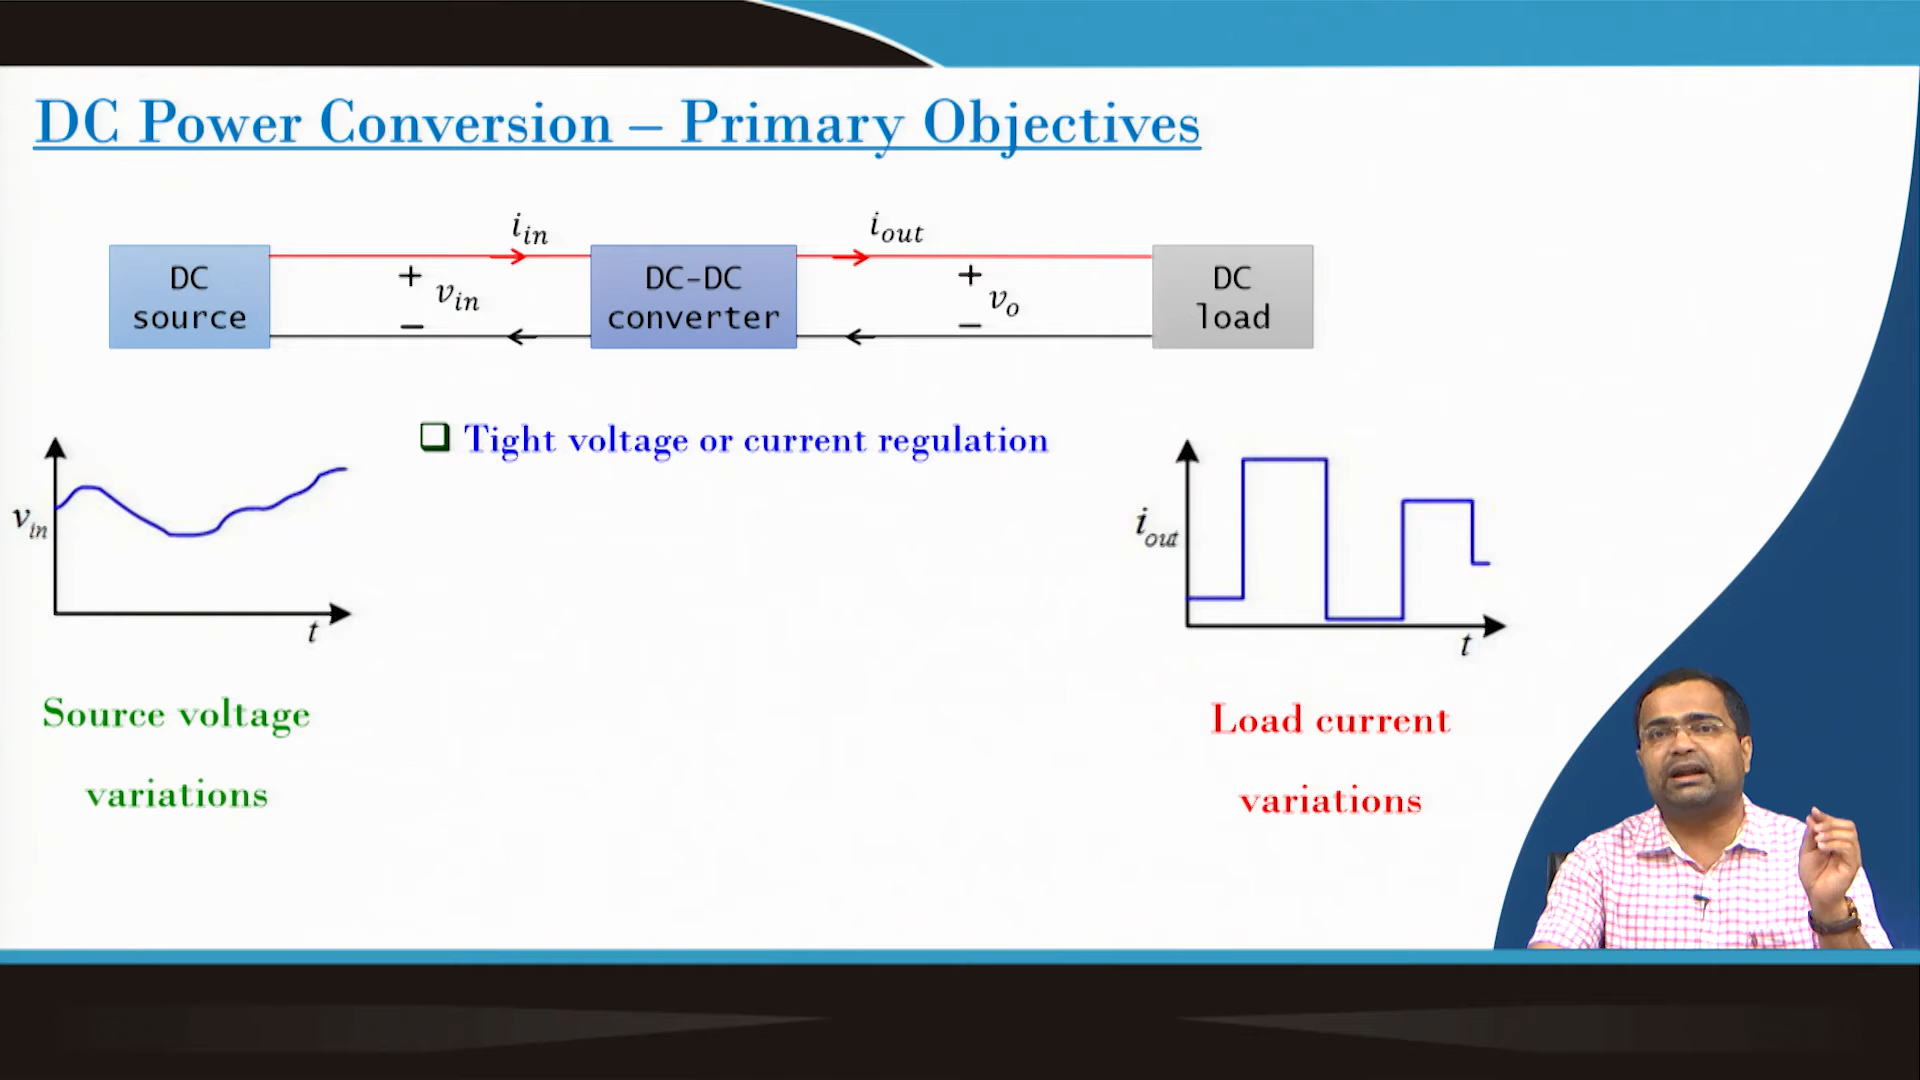 DC Power Conversion – Primary Objectives
i_in
i_out
DC
source
+
v_in
−
DC-DC
converter
+
v_o
−
DC
load
❑ Tight voltage or current regulation
v_in
t
i_out
t
Source voltage
variations
Load current
variations